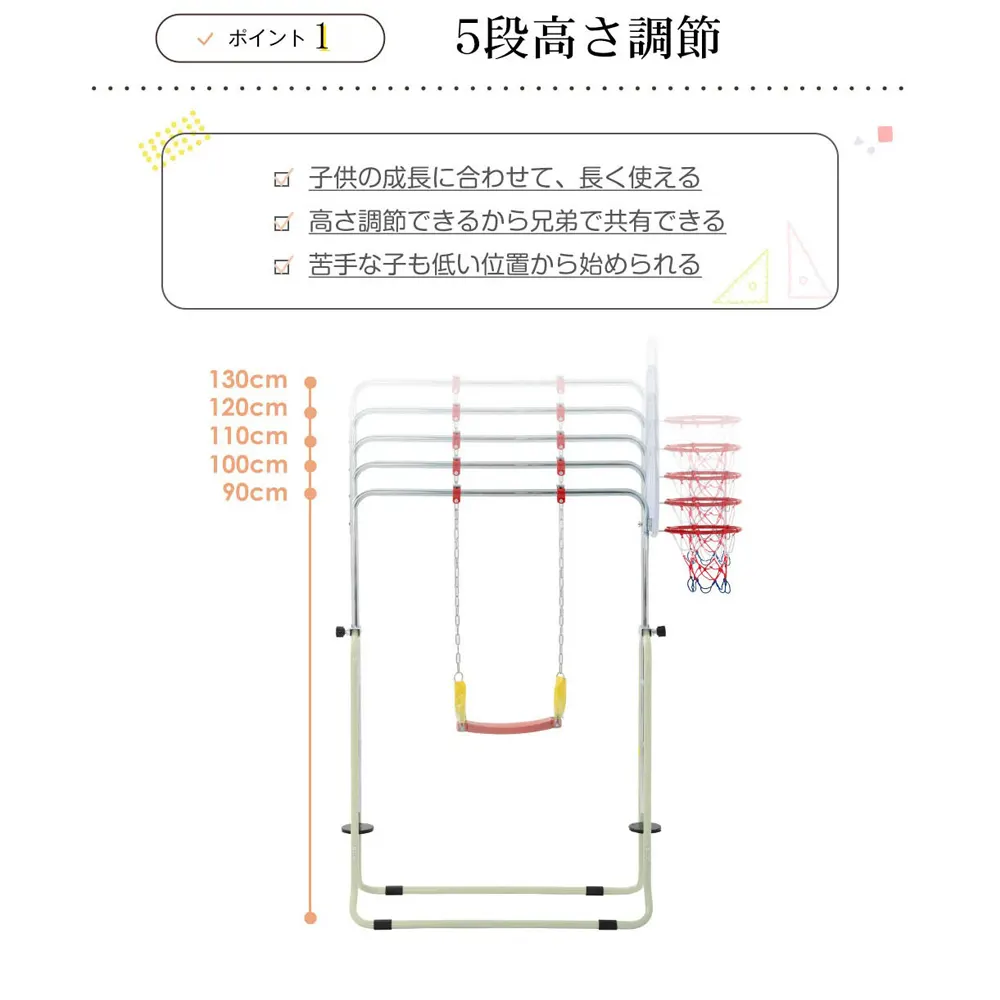 ポイント 1
5段高さ調節
子供の成長に合わせて、長く使える
高さ調節できるから兄弟で共有できる
苦手な子も低い位置から始められる
130cm
120cm
110cm
100cm
90cm